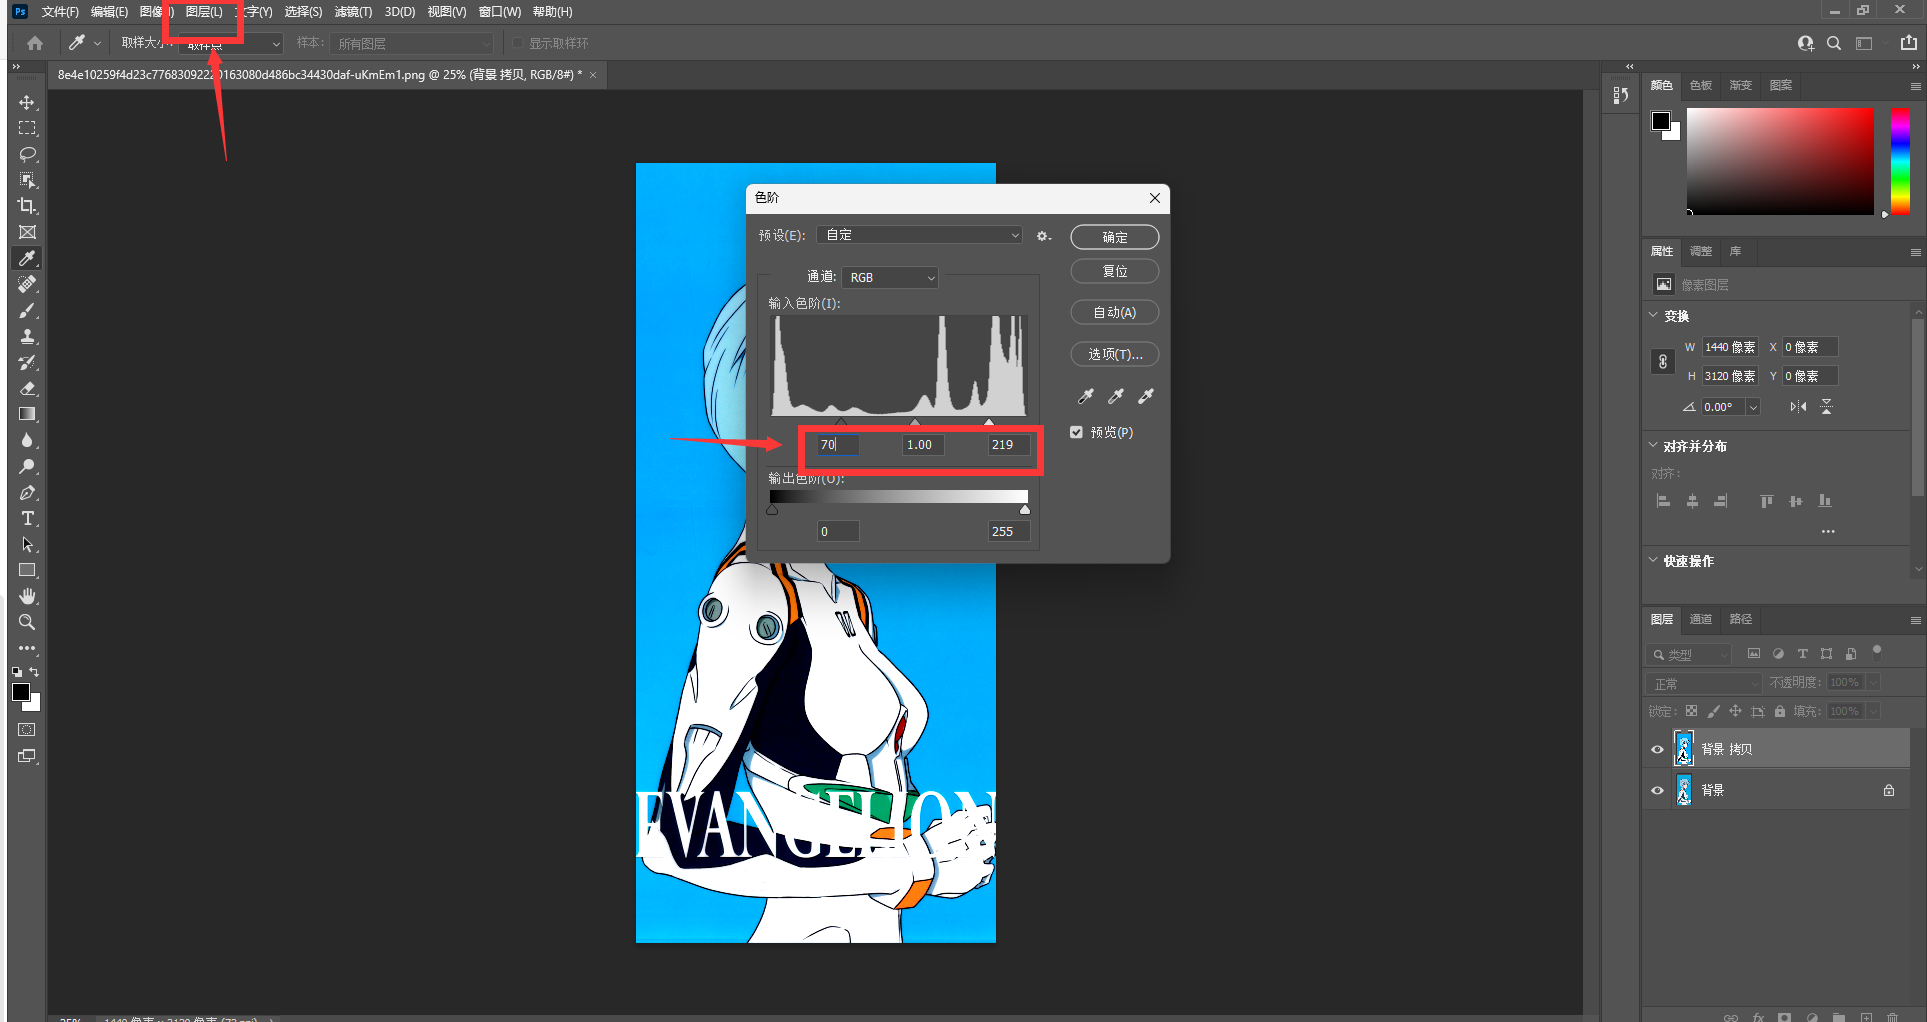 Ps 文件(F) 编辑(E) 图像(I) 图层(L) 文字(Y) 选择(S) 滤镜(T) 3D(D) 视图(V) 窗口(W) 帮助(H)
取样大小: 取样点 样本: 所有图层 显示取样环
8e4e10259f4d23c77683092220163080d486bc34430daf-uKmEm1.png @ 25% (背景 拷贝, RGB/8#) *
色阶
预设(E): 自定
通道: RGB
输入色阶(I):
70 1.00 219
输出色阶(O):
0 255
确定
复位
自动(A)
选项(T)...
预览(P)
EVANGELION
颜色 色板 渐变 图案
属性 调整 库
像素图层
变换
W 1440 像素 X 0 像素
H 3120 像素 Y 0 像素
0.00°
对齐并分布
对齐:
快速操作
图层 通道 路径
类型
正常 不透明度: 100%
锁定: 填充: 100%
背景 拷贝
背景
25% 1440 像素 x 3120 像素 (72 ppi)